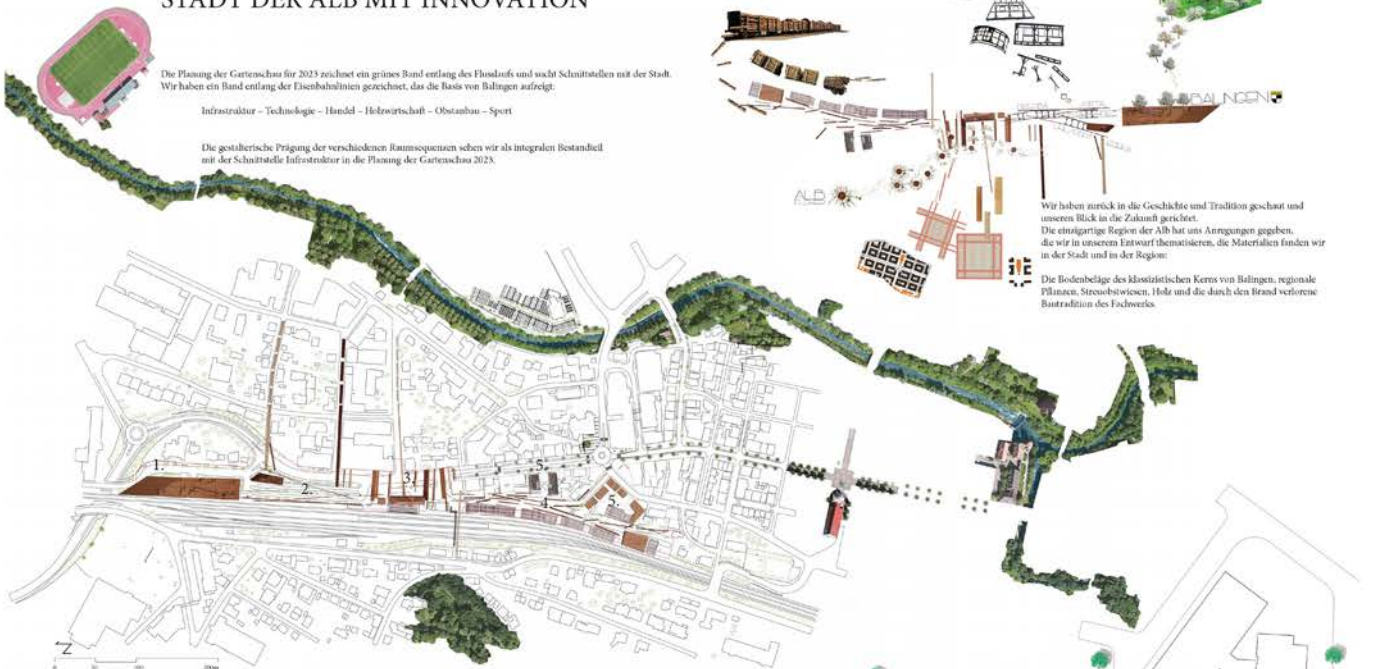 STADT DER ALB MIT INNOVATION
Die Planung der Gartenschau für 2023 zeichnet ein grünes Band entlang des Flusslaufs und sucht Schnittstellen mit der Stadt.
Wir haben ein Band entlang der Eisenbahnlinien gezeichnet, das die Basis von Balingen aufzeigt:
Infrastruktur – Technologie – Handel – Holzwirtschaft – Obstanbau – Sport
Die gestalterische Prägung der verschiedenen Raumsequenzen sehen wir als integralen Bestandteil
mit der Schnittstelle Infrastruktur in die Planung der Gartenschau 2023.
BALINGEN
ALB
Wir haben zurück in die Geschichte und Tradition geschaut und
unseren Blick in die Zukunft gerichtet.
Die einzigartige Region der Alb hat uns Anregungen gegeben,
die wir in unserem Entwurf thematisieren, die Materialien fanden wir
in der Stadt und in der Region:
Die Bodenbeläge des klassizistischen Kerns von Balingen, regionale
Pflanzen, Streuobstwiesen, Holz und die durch den Brand verlorene
Bautradition des Fachwerks.
1.
2.
3.
4.
5.
5.